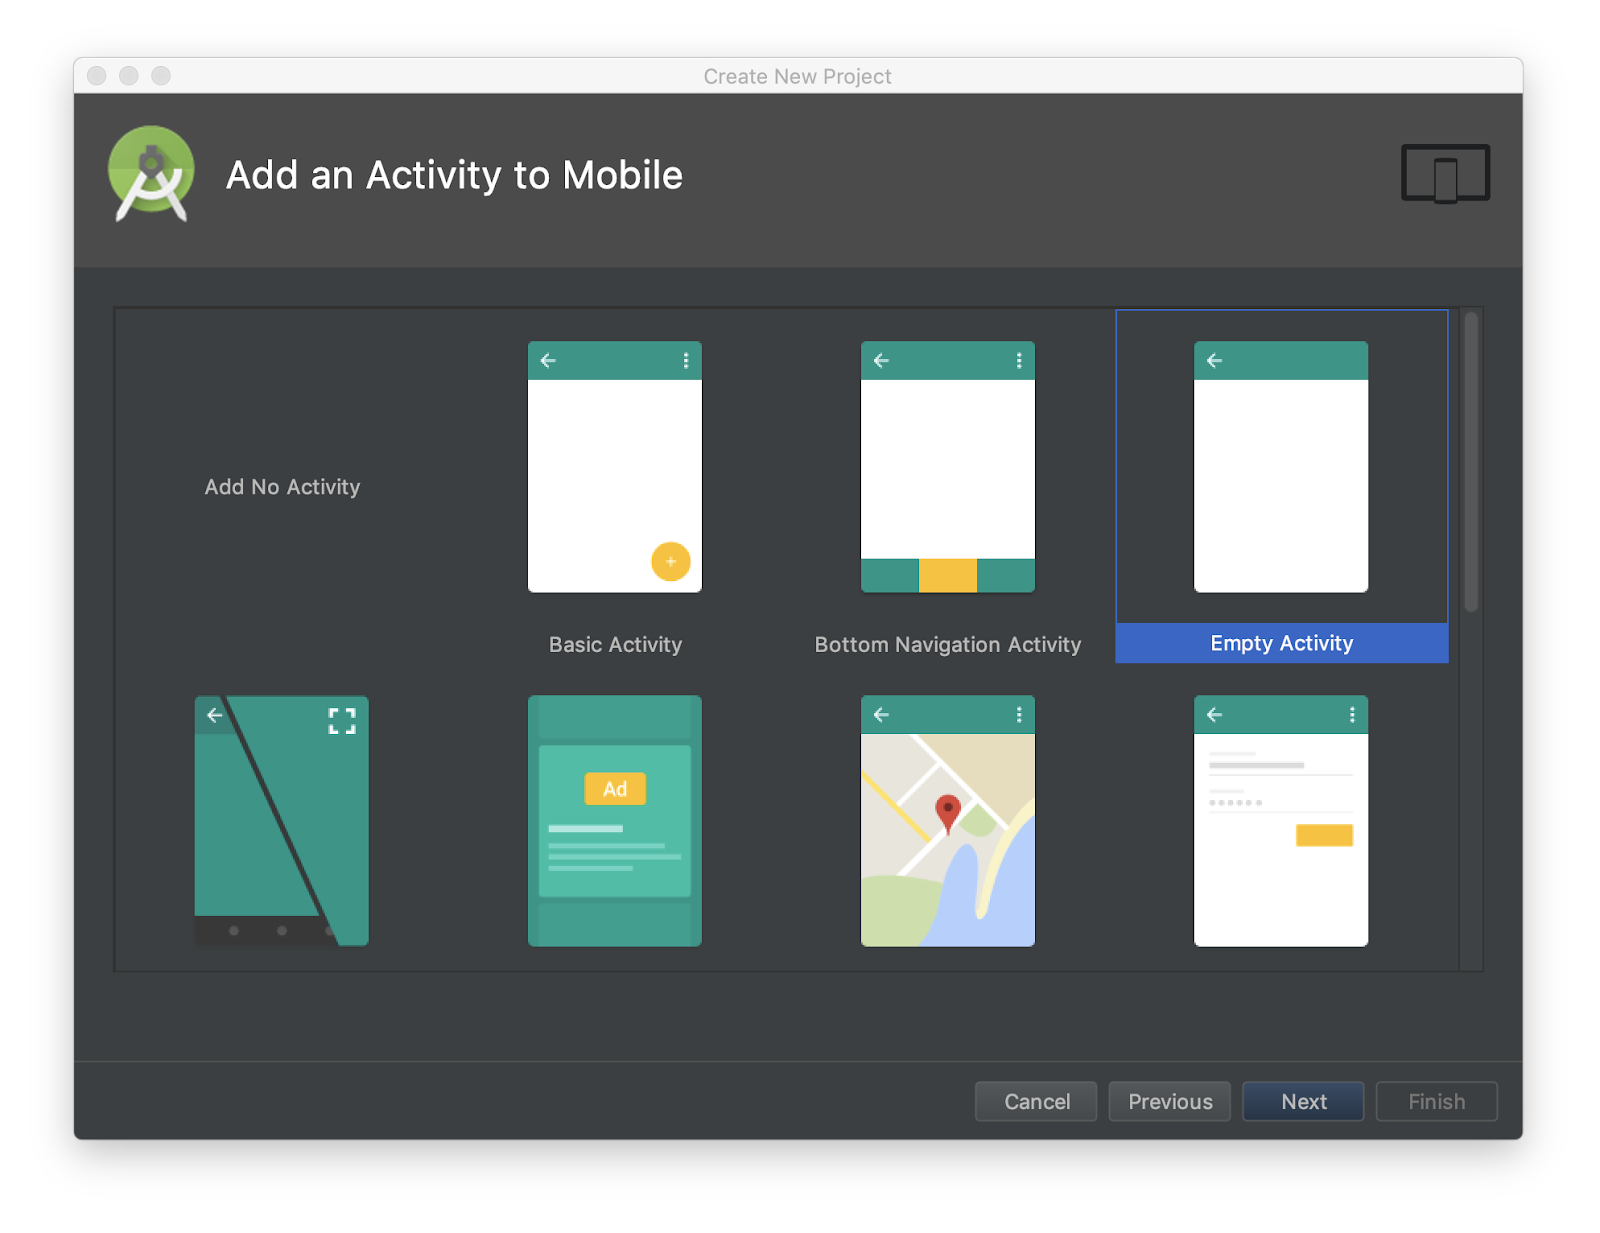 Create New Project
Add an Activity to Mobile
Add No Activity
Basic Activity
Bottom Navigation Activity
Empty Activity
Ad
Cancel
Previous
Next
Finish